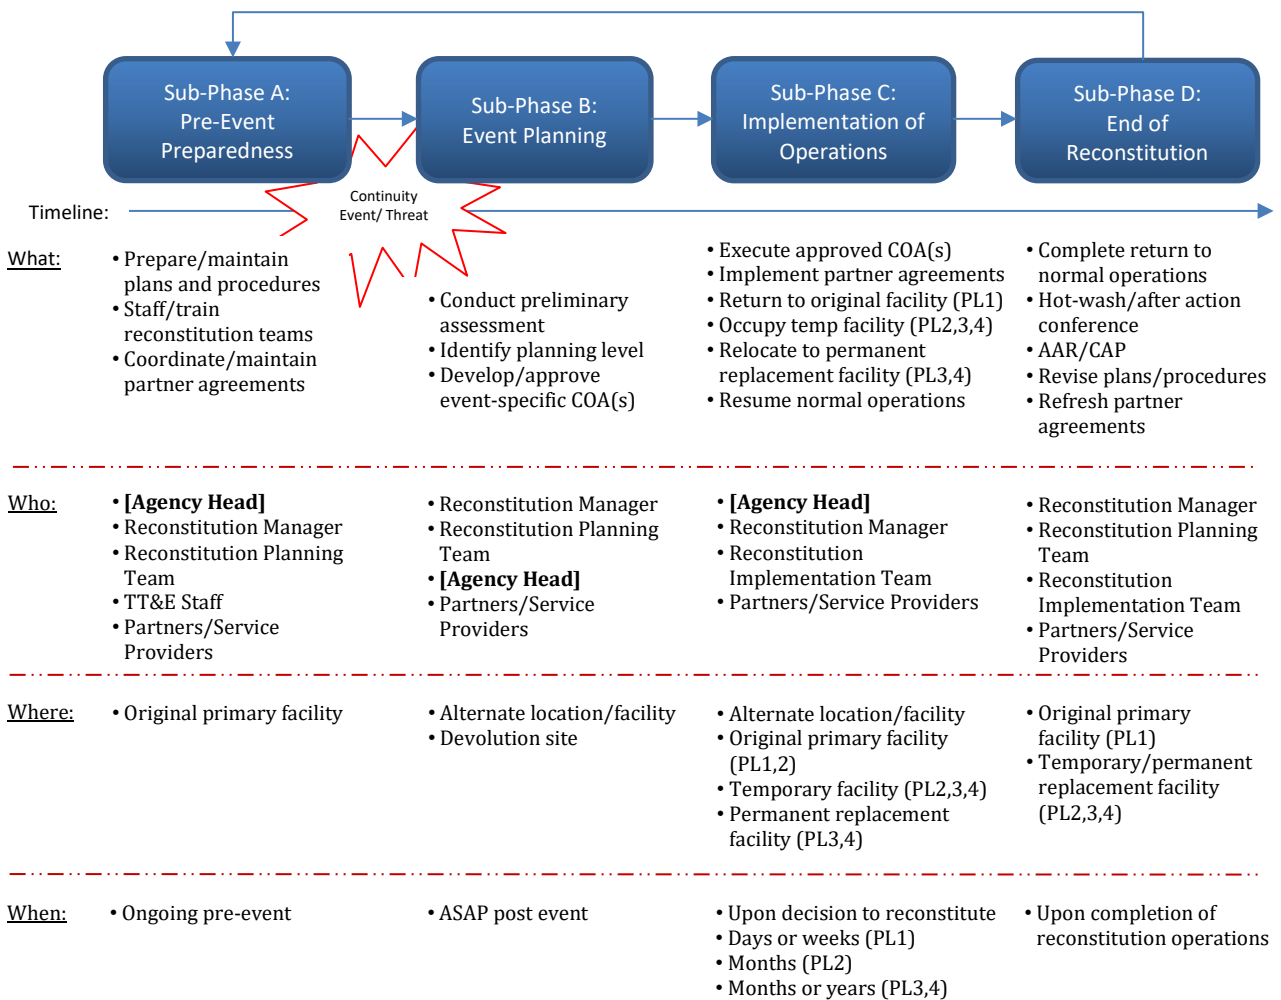 Sub-Phase A:
Pre-Event
Preparedness
Sub-Phase B:
Event Planning
Sub-Phase C:
Implementation of
Operations
Sub-Phase D:
End of
Reconstitution
Timeline:
Continuity
Event/ Threat
What:
• Prepare/maintain
plans and procedures
• Staff/train
reconstitution teams
• Coordinate/maintain
partner agreements
• Conduct preliminary
assessment
• Identify planning level
• Develop/approve
event-specific COA(s)
• Execute approved COA(s)
• Implement partner agreements
• Return to original facility (PL1)
• Occupy temp facility (PL2,3,4)
• Relocate to permanent
replacement facility (PL3,4)
• Resume normal operations
• Complete return to
normal operations
• Hot-wash/after action
conference
• AAR/CAP
• Revise plans/procedures
• Refresh partner
agreements
Who:
• [Agency Head]
• Reconstitution Manager
• Reconstitution Planning
Team
• TT&E Staff
• Partners/Service
Providers
• Reconstitution Manager
• Reconstitution Planning
Team
• [Agency Head]
• Partners/Service
Providers
• [Agency Head]
• Reconstitution Manager
• Reconstitution
Implementation Team
• Partners/Service Providers
• Reconstitution Manager
• Reconstitution Planning
Team
• Reconstitution
Implementation Team
• Partners/Service
Providers
Where:
• Original primary facility
• Alternate location/facility
• Devolution site
• Alternate location/facility
• Original primary facility
(PL1,2)
• Temporary facility (PL2,3,4)
• Permanent replacement
facility (PL3,4)
• Original primary
facility (PL1)
• Temporary/permanent
replacement facility
(PL2,3,4)
When:
• Ongoing pre-event
• ASAP post event
• Upon decision to reconstitute
• Days or weeks (PL1)
• Months (PL2)
• Months or years (PL3,4)
• Upon completion of
reconstitution operations